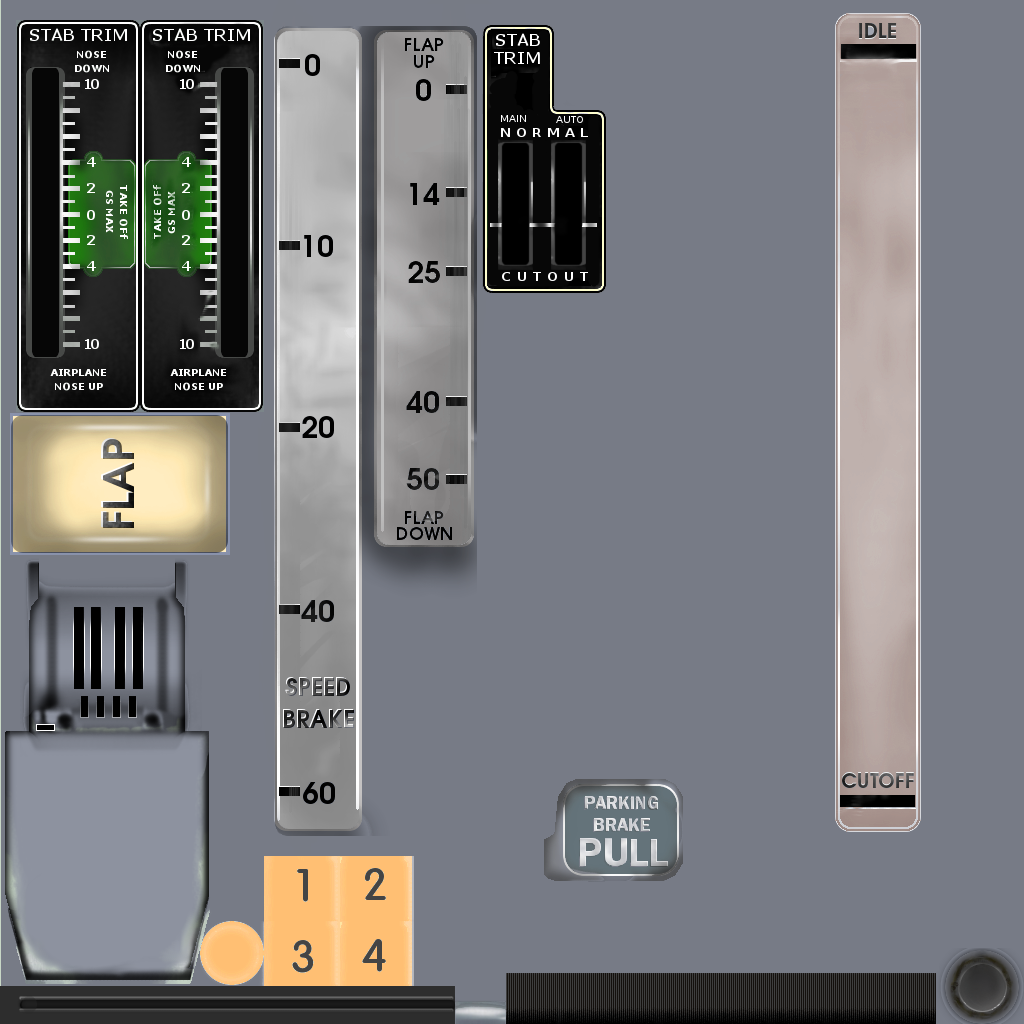 STAB TRIM
NOSE
DOWN
10
4
2
0
2
4
TAKE OFf
GS MAX
10
AIRPLANE
NOSE UP
STAB TRIM
NOSE
DOWN
10
4
2
0
2
4
TAKE OFf
GS MAX
10
AIRPLANE
NOSE UP
0
10
20
40
SPEED
BRAKE
60
FLAP
UP
0
14
25
40
50
FLAP
DOWN
STAB
TRIM
MAIN AUTO
NORMAL
CUTOUT
IDLE
CUTOFF
FLAP
PARKING
BRAKE
PULL
1 2
3 4